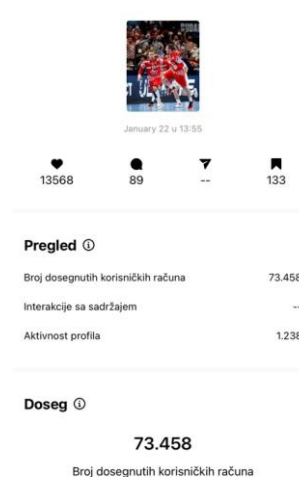 January 22 u 13:55
13568 89 -- 133
Pregled
Broj dosegnutih korisničkih računa 73.458
Interakcije sa sadržajem --
Aktivnost profila 1.238
Doseg
73.458
Broj dosegnutih korisničkih računa